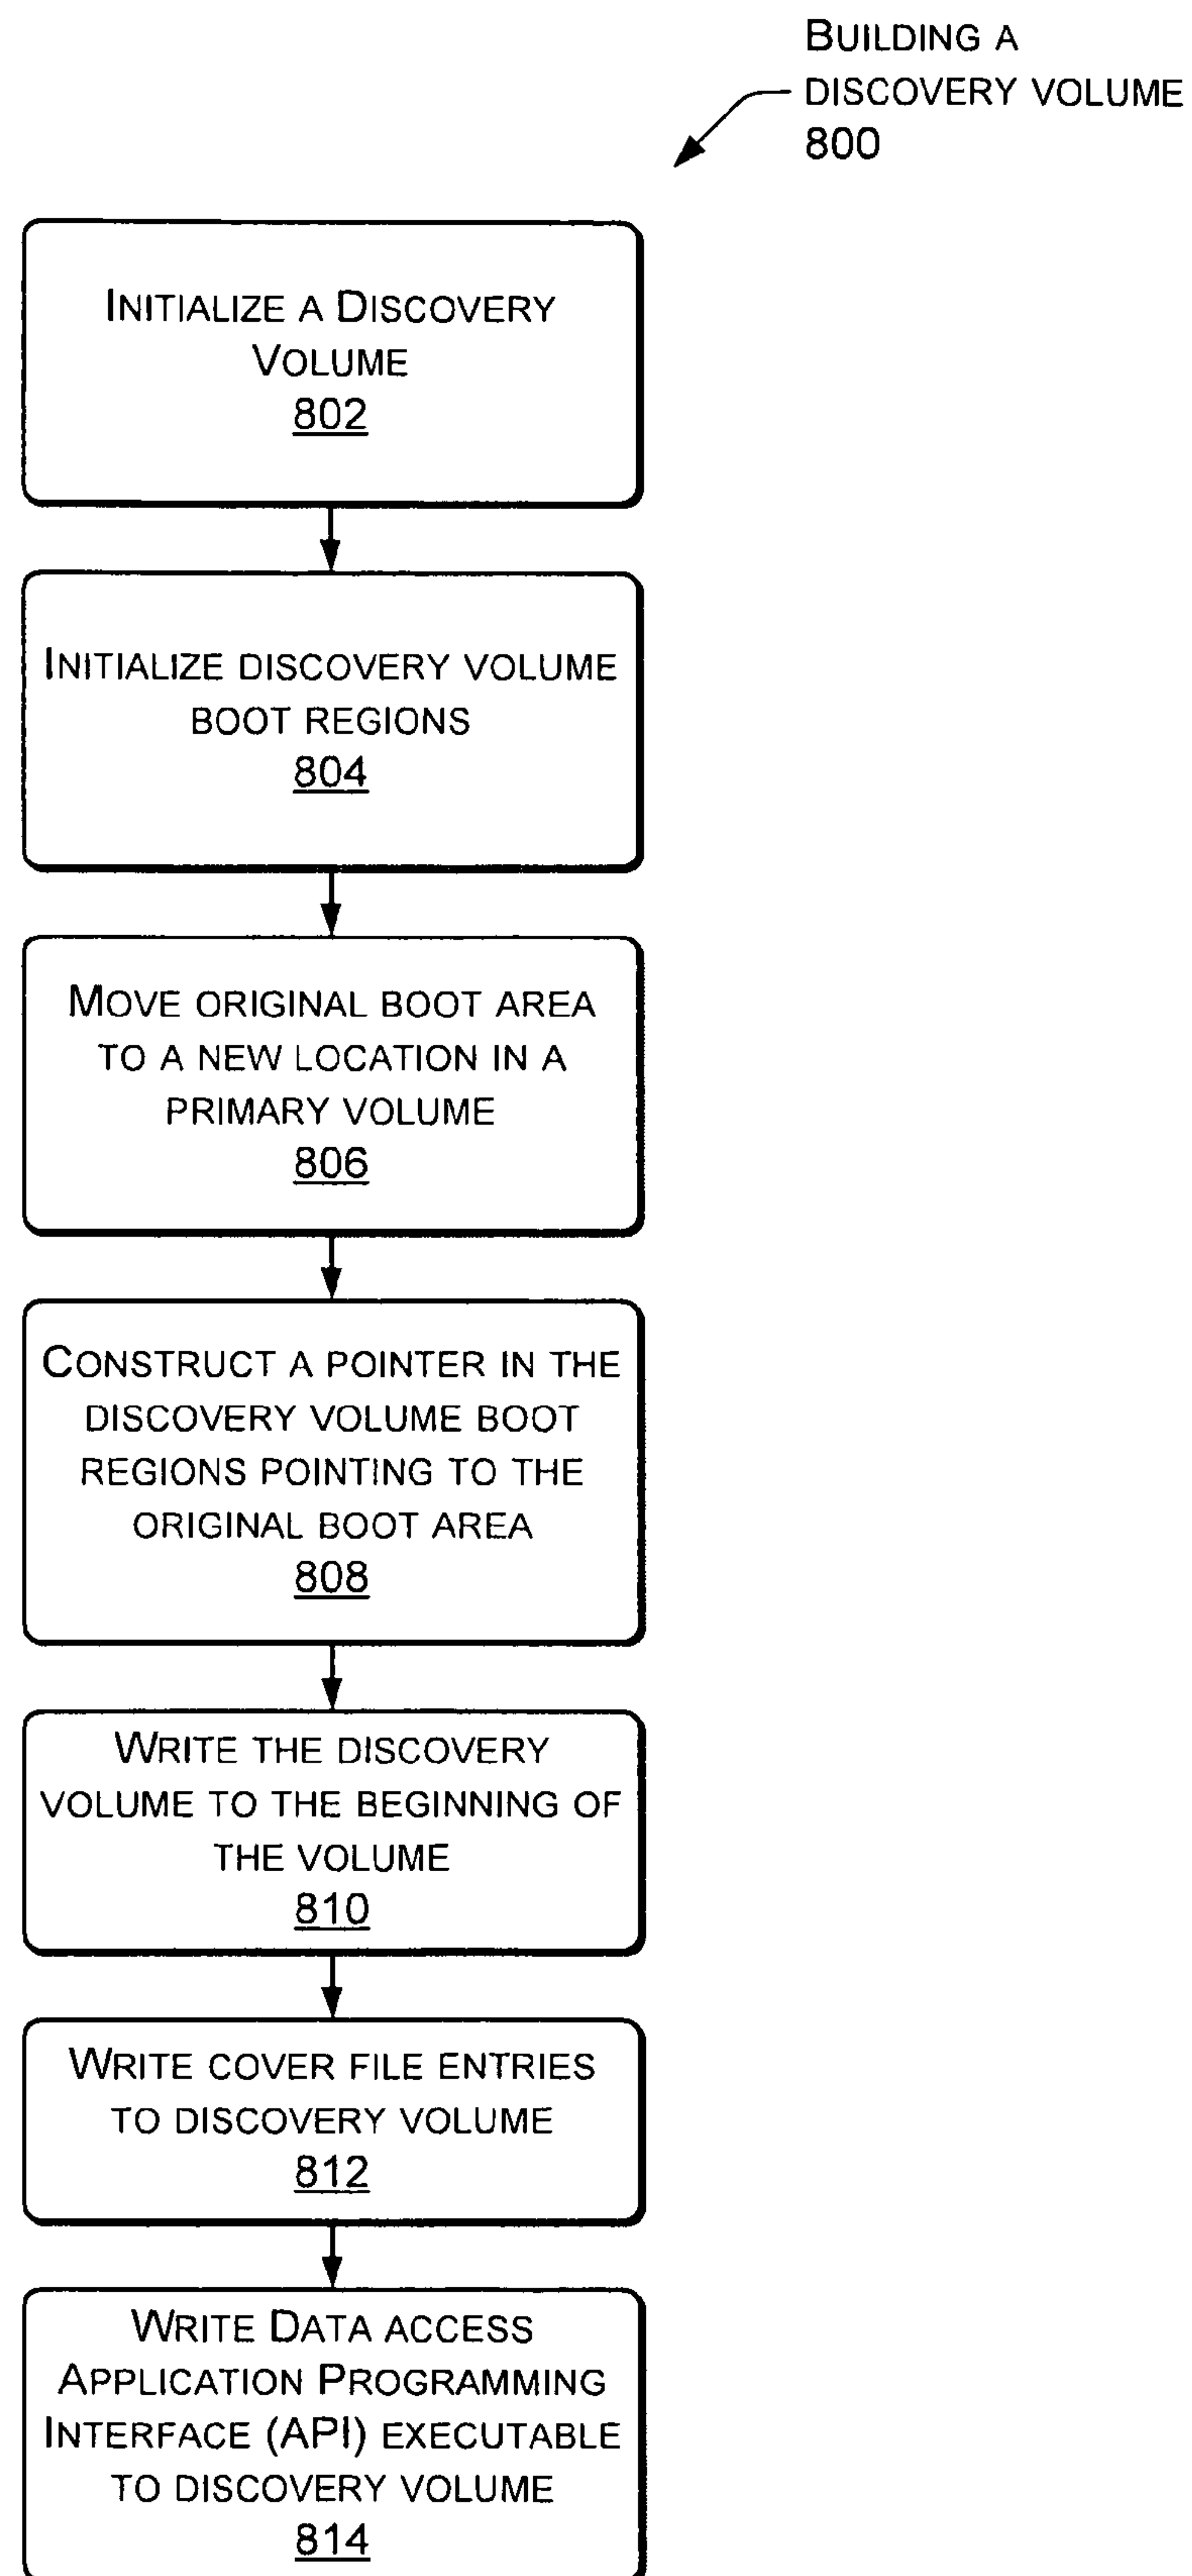 BUILDING A
DISCOVERY VOLUME
800
INITIALIZE A DISCOVERY
VOLUME
802
INITIALIZE DISCOVERY VOLUME
BOOT REGIONS
804
MOVE ORIGINAL BOOT AREA
TO A NEW LOCATION IN A
PRIMARY VOLUME
806
CONSTRUCT A POINTER IN THE
DISCOVERY VOLUME BOOT
REGIONS POINTING TO THE
ORIGINAL BOOT AREA
808
WRITE THE DISCOVERY
VOLUME TO THE BEGINNING OF
THE VOLUME
810
WRITE COVER FILE ENTRIES
TO DISCOVERY VOLUME
812
WRITE DATA ACCESS
APPLICATION PROGRAMMING
INTERFACE (API) EXECUTABLE
TO DISCOVERY VOLUME
814